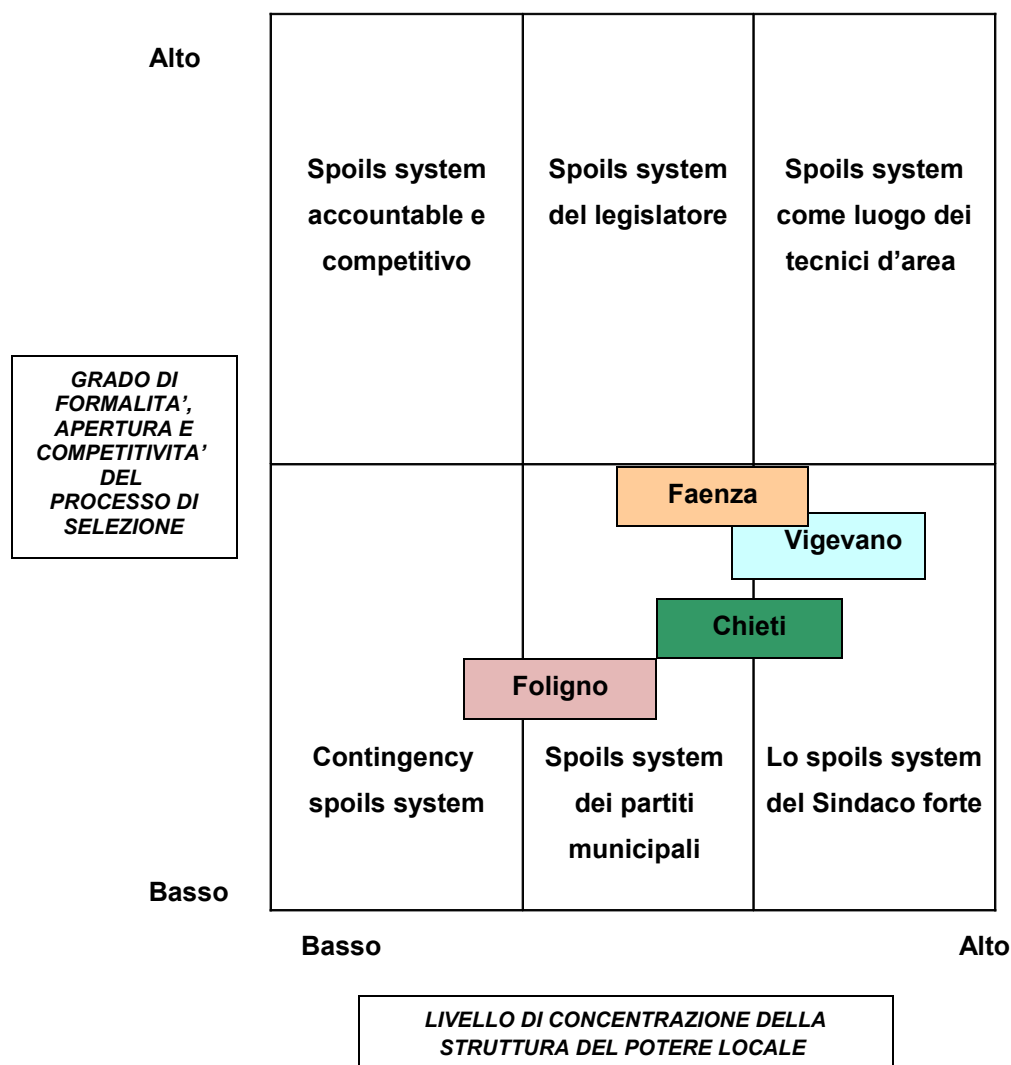 Alto
Spoils system
accountable e
competitivo
Spoils system
del legislatore
Spoils system
come luogo dei
tecnici d’area
GRADO DI
FORMALITA’,
APERTURA E
COMPETITIVITA’
DEL
PROCESSO DI
SELEZIONE
Faenza
Vigevano
Chieti
Foligno
Contingency
spoils system
Spoils system
dei partiti
municipali
Lo spoils system
del Sindaco forte
Basso
Basso
Alto
LIVELLO DI CONCENTRAZIONE DELLA
STRUTTURA DEL POTERE LOCALE